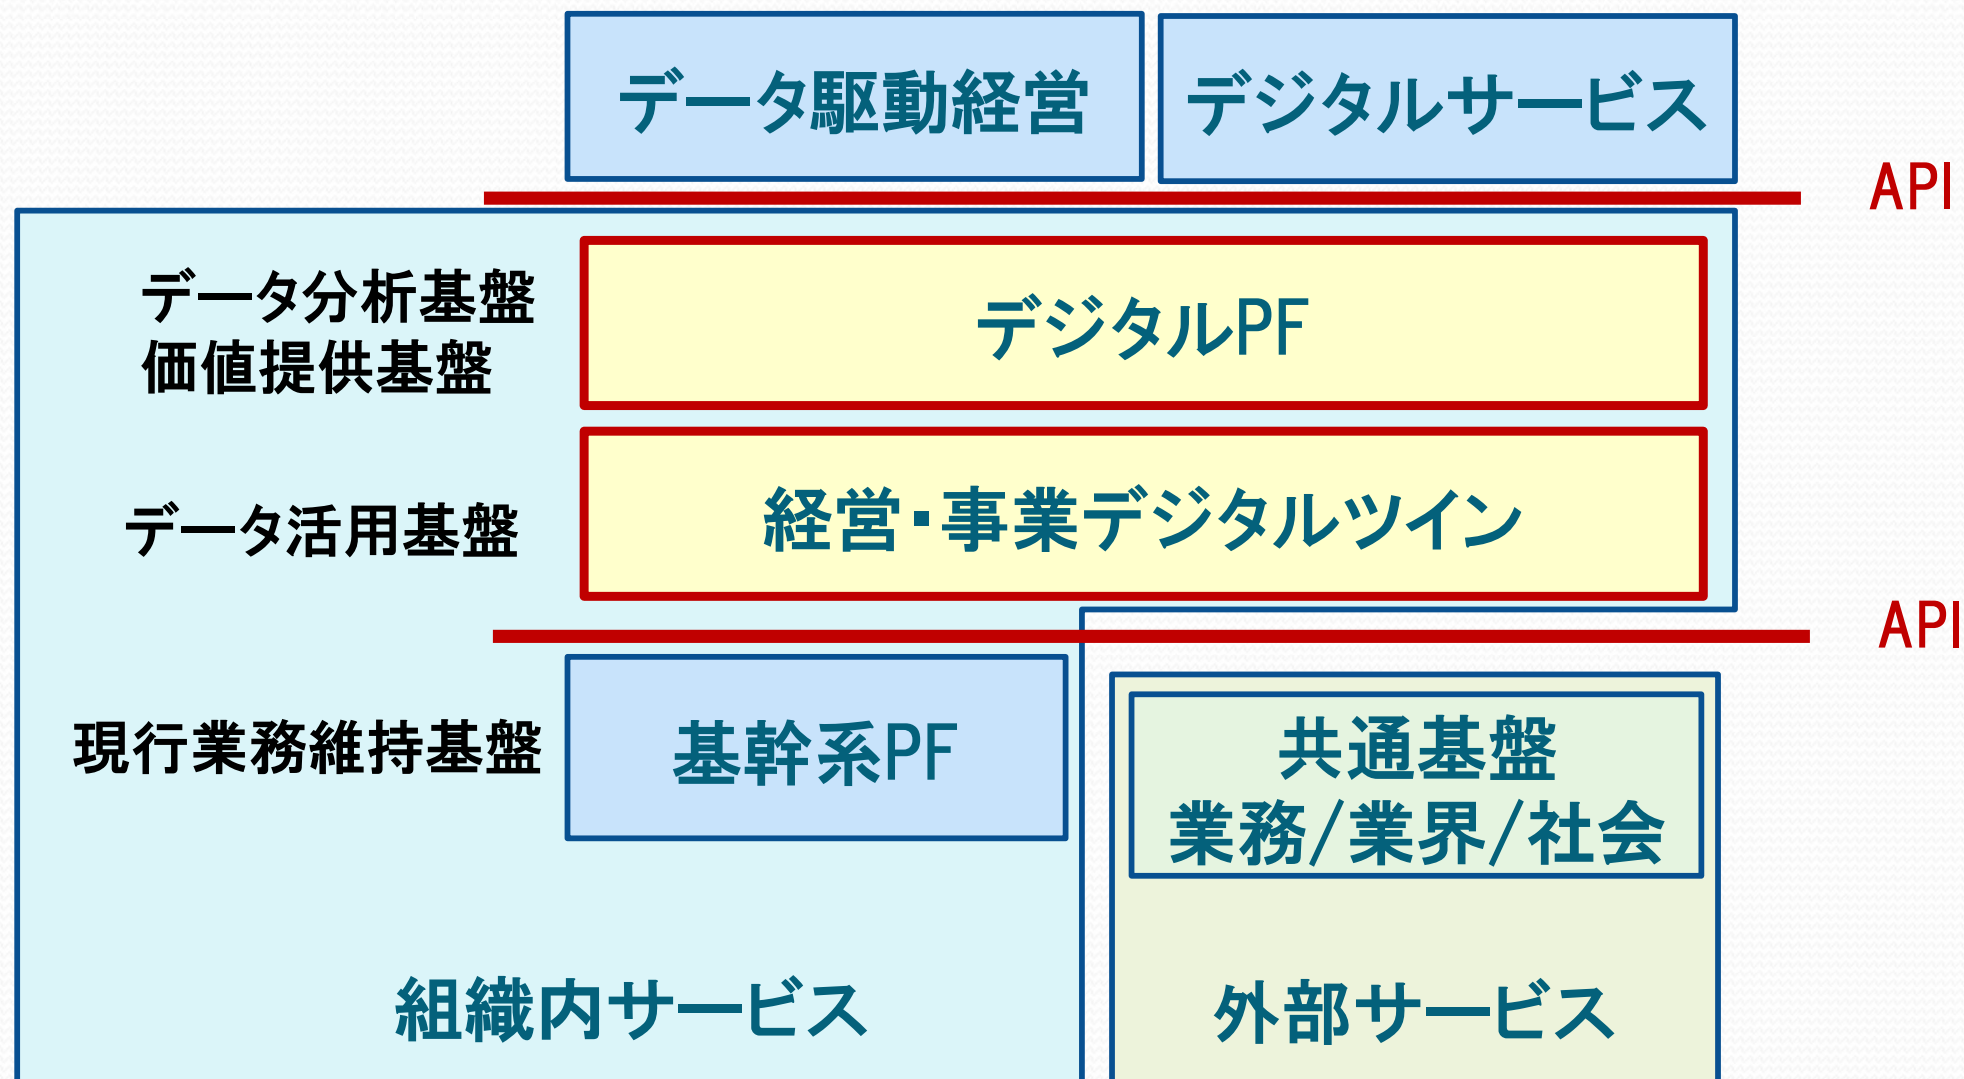 データ駆動経営
デジタルサービス
API
データ分析基盤
価値提供基盤
デジタルPF
データ活用基盤
経営・事業デジタルツイン
API
現行業務維持基盤
基幹系PF
共通基盤
業務/業界/社会
組織内サービス
外部サービス